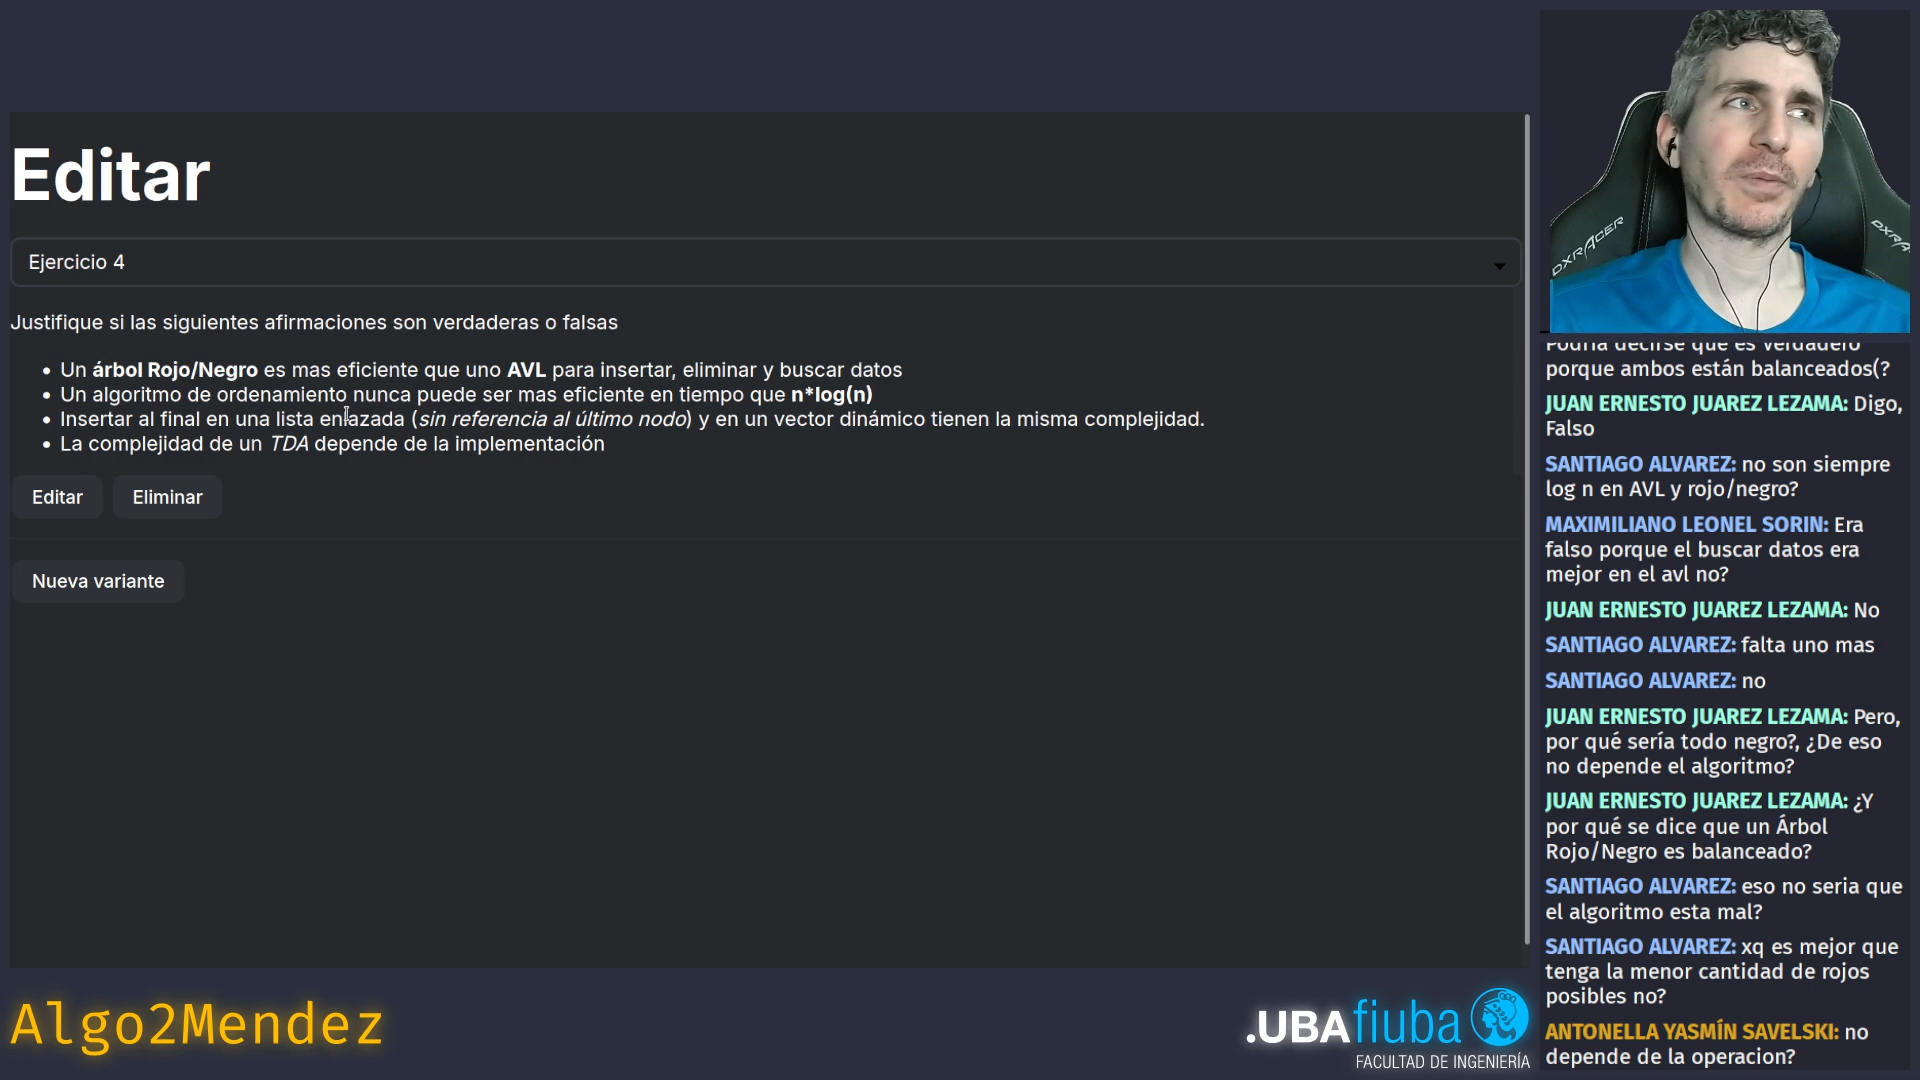 Editar
Ejercicio 4
Justifique si las siguientes afirmaciones son verdaderas o falsas
• Un árbol Rojo/Negro es mas eficiente que uno AVL para insertar, eliminar y buscar datos
• Un algoritmo de ordenamiento nunca puede ser mas eficiente en tiempo que n*log(n)
• Insertar al final en una lista enlazada (sin referencia al último nodo) y en un vector dinámico tienen la misma complejidad.
• La complejidad de un TDA depende de la implementación
Editar Eliminar
Nueva variante
Algo2Mendez
.UBAfiuba
FACULTAD DE INGENIERÍA
DXRACER
DXRA
Podría decirse que es verdadero
porque ambos están balanceados(?
JUAN ERNESTO JUAREZ LEZAMA: Digo,
Falso
SANTIAGO ALVAREZ: no son siempre
log n en AVL y rojo/negro?
MAXIMILIANO LEONEL SORIN: Era
falso porque el buscar datos era
mejor en el avl no?
JUAN ERNESTO JUAREZ LEZAMA: No
SANTIAGO ALVAREZ: falta uno mas
SANTIAGO ALVAREZ: no
JUAN ERNESTO JUAREZ LEZAMA: Pero,
por qué sería todo negro?, ¿De eso
no depende el algoritmo?
JUAN ERNESTO JUAREZ LEZAMA: ¿Y
por qué se dice que un Árbol
Rojo/Negro es balanceado?
SANTIAGO ALVAREZ: eso no seria que
el algoritmo esta mal?
SANTIAGO ALVAREZ: xq es mejor que
tenga la menor cantidad de rojos
posibles no?
ANTONELLA YASMÍN SAVELSKI: no
depende de la operacion?